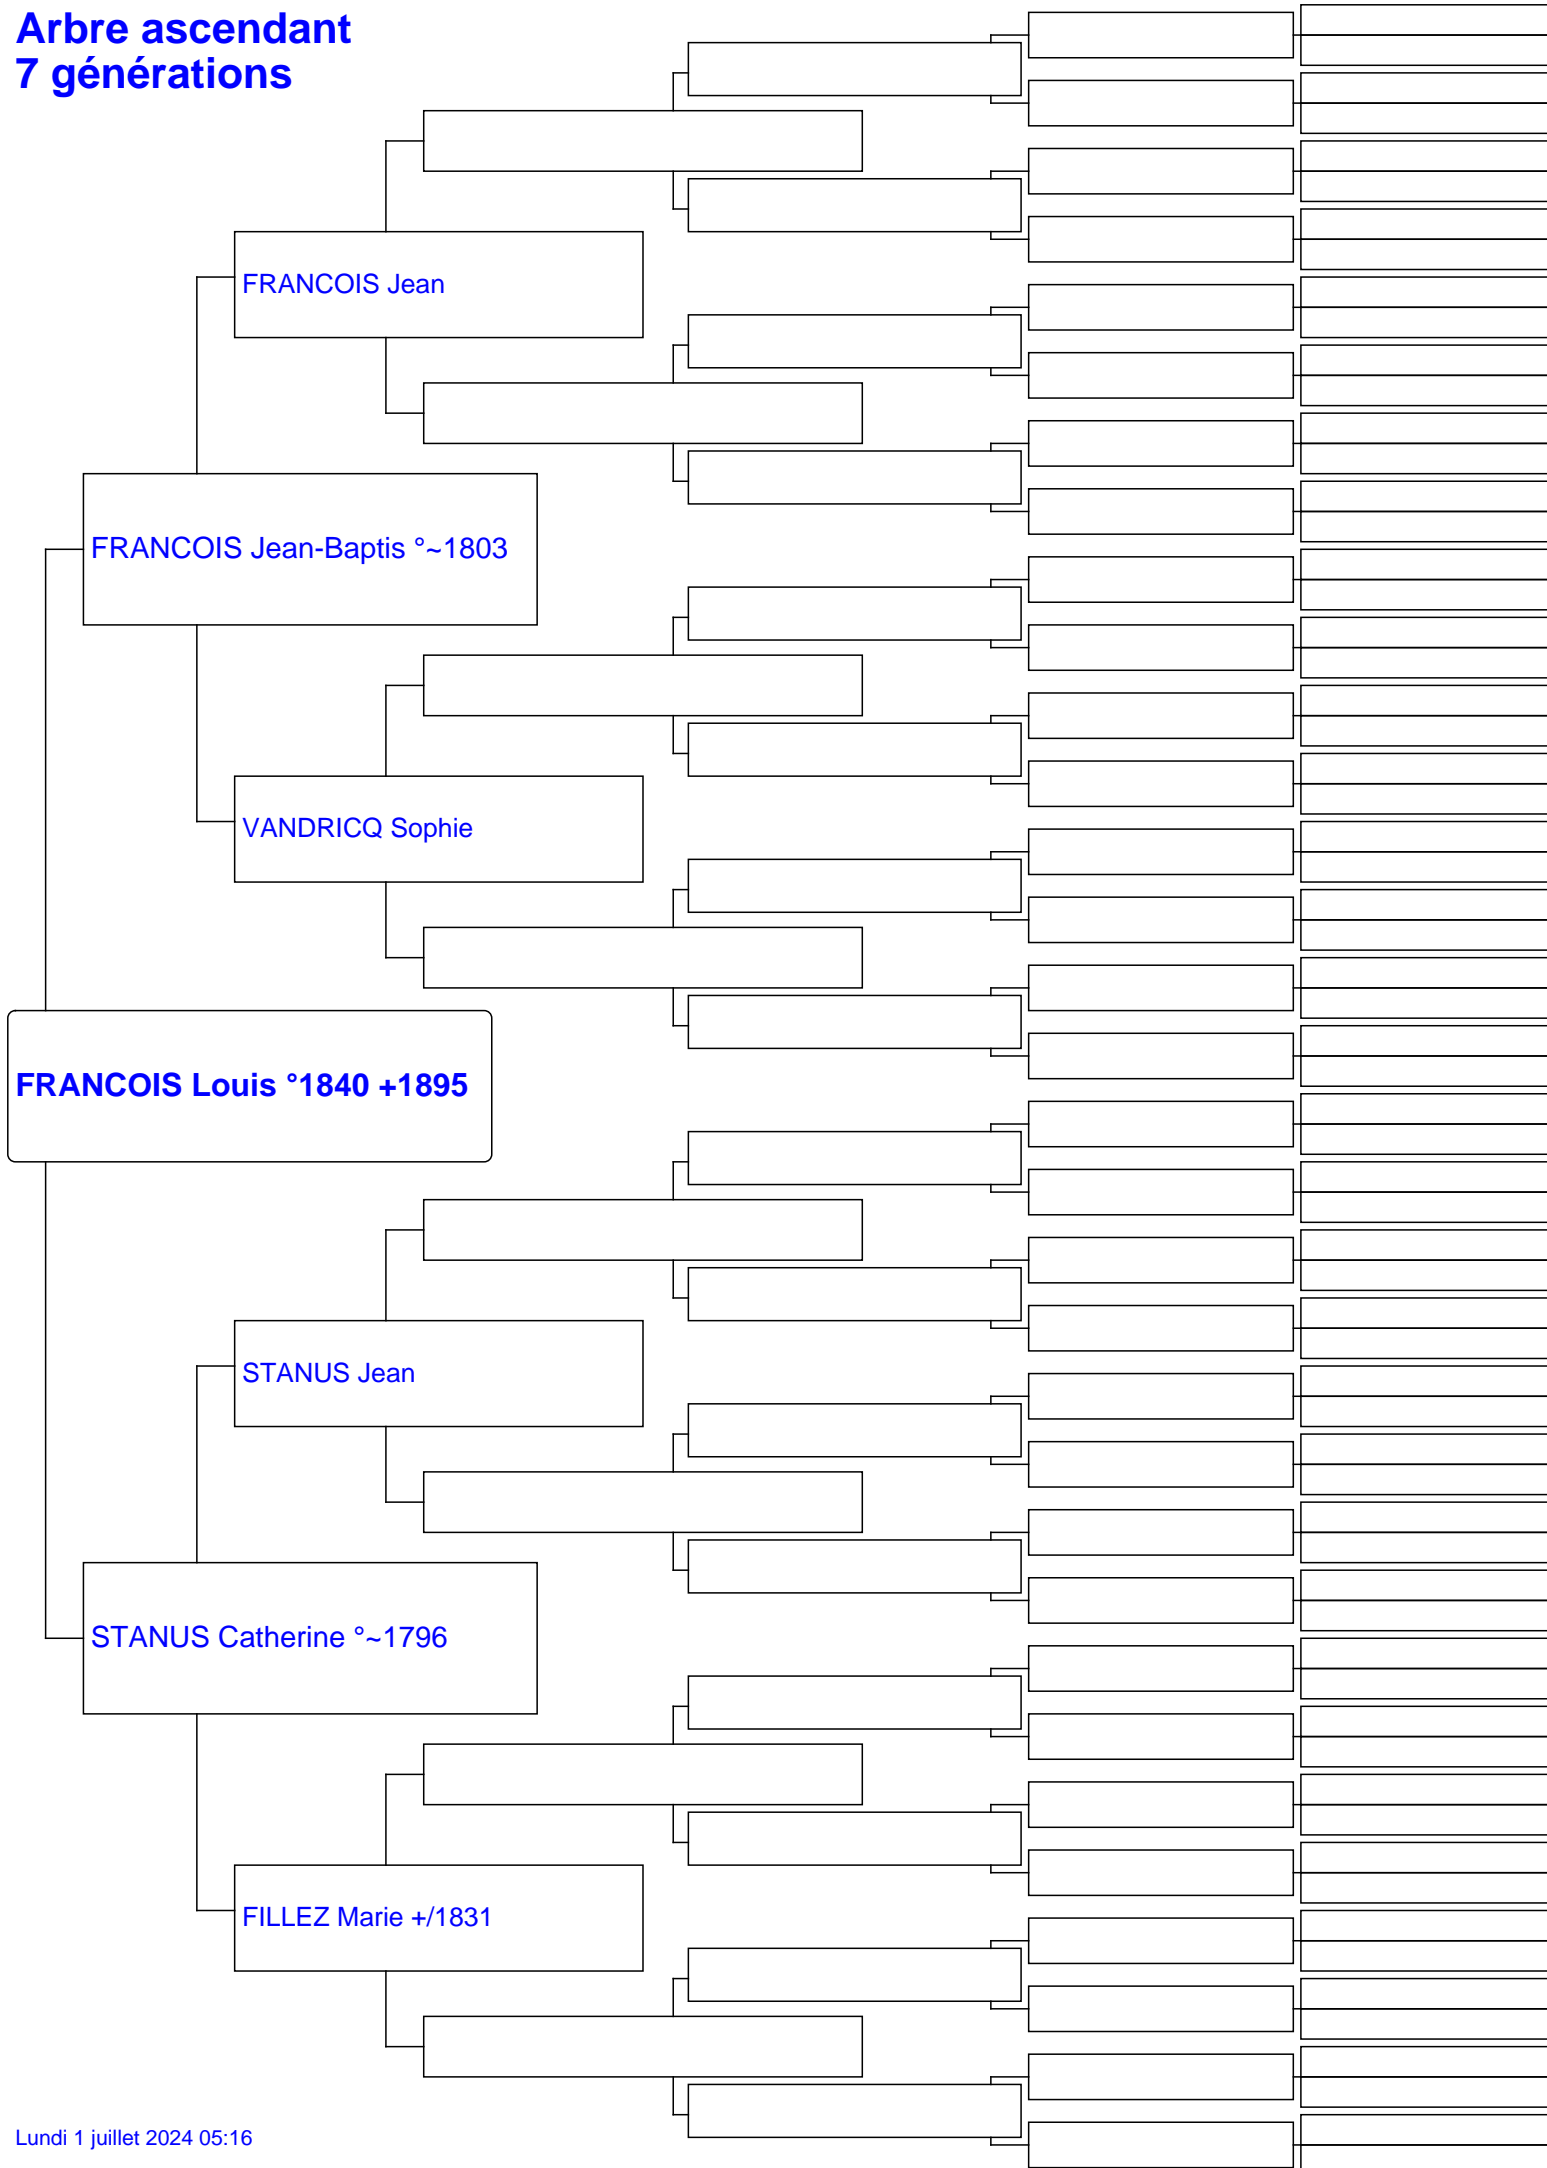 Arbre ascendant
7 générations
FRANCOIS Jean
FRANCOIS Jean-Baptis °~1803
VANDRICQ Sophie
FRANCOIS Louis °1840 +1895
STANUS Jean
STANUS Catherine °~1796
FILLEZ Marie +/1831
Lundi 1 juillet 2024 05:16